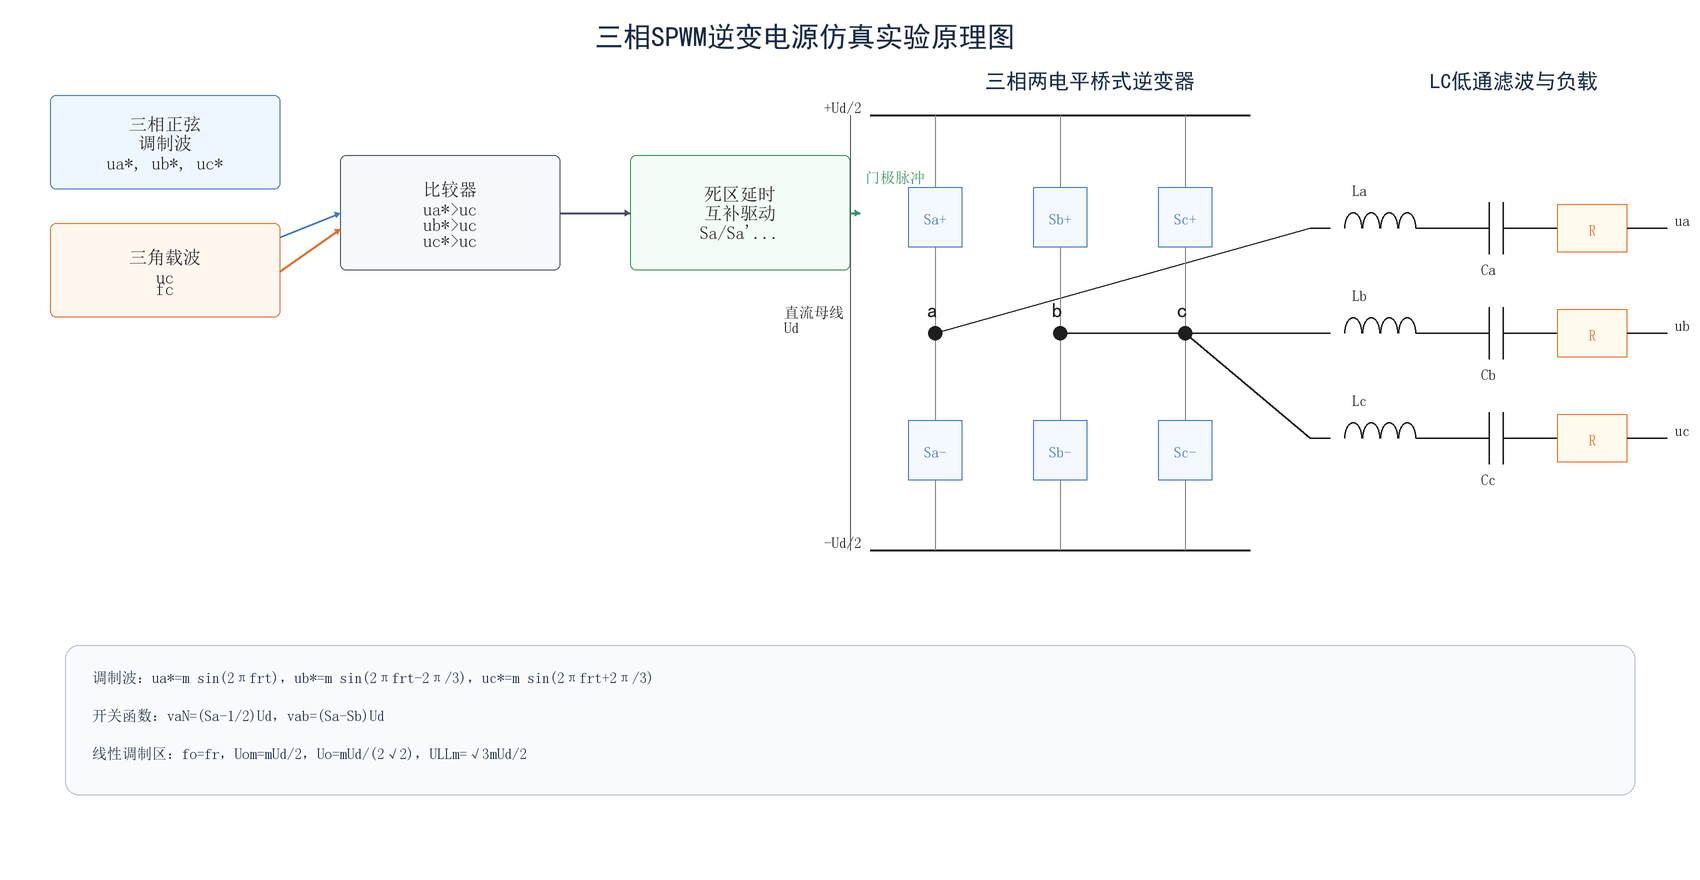 三相SPWM逆变电源仿真实验原理图
三相两电平桥式逆变器
LC低通滤波与负载
三相正弦
调制波
ua*, ub*, uc*
三角载波
uc
fc
比较器
ua*>uc
ub*>uc
uc*>uc
死区延时
互补驱动
Sa/Sa'...
门极脉冲
+Ud/2
直流母线
Ud
-Ud/2
Sa+
Sb+
Sc+
a
b
c
Sa-
Sb-
Sc-
La
Ca
R
ua
Lb
Cb
R
ub
Lc
Cc
R
uc
调制波: ua*=m sin(2πfrt), ub*=m sin(2πfrt-2π/3), uc*=m sin(2πfrt+2π/3)
开关函数: vaN=(Sa-1/2)Ud, vab=(Sa-Sb)Ud
线性调制区: fo=fr, Uom=mUd/2, Uo=mUd/(2√2), ULLm=√3mUd/2